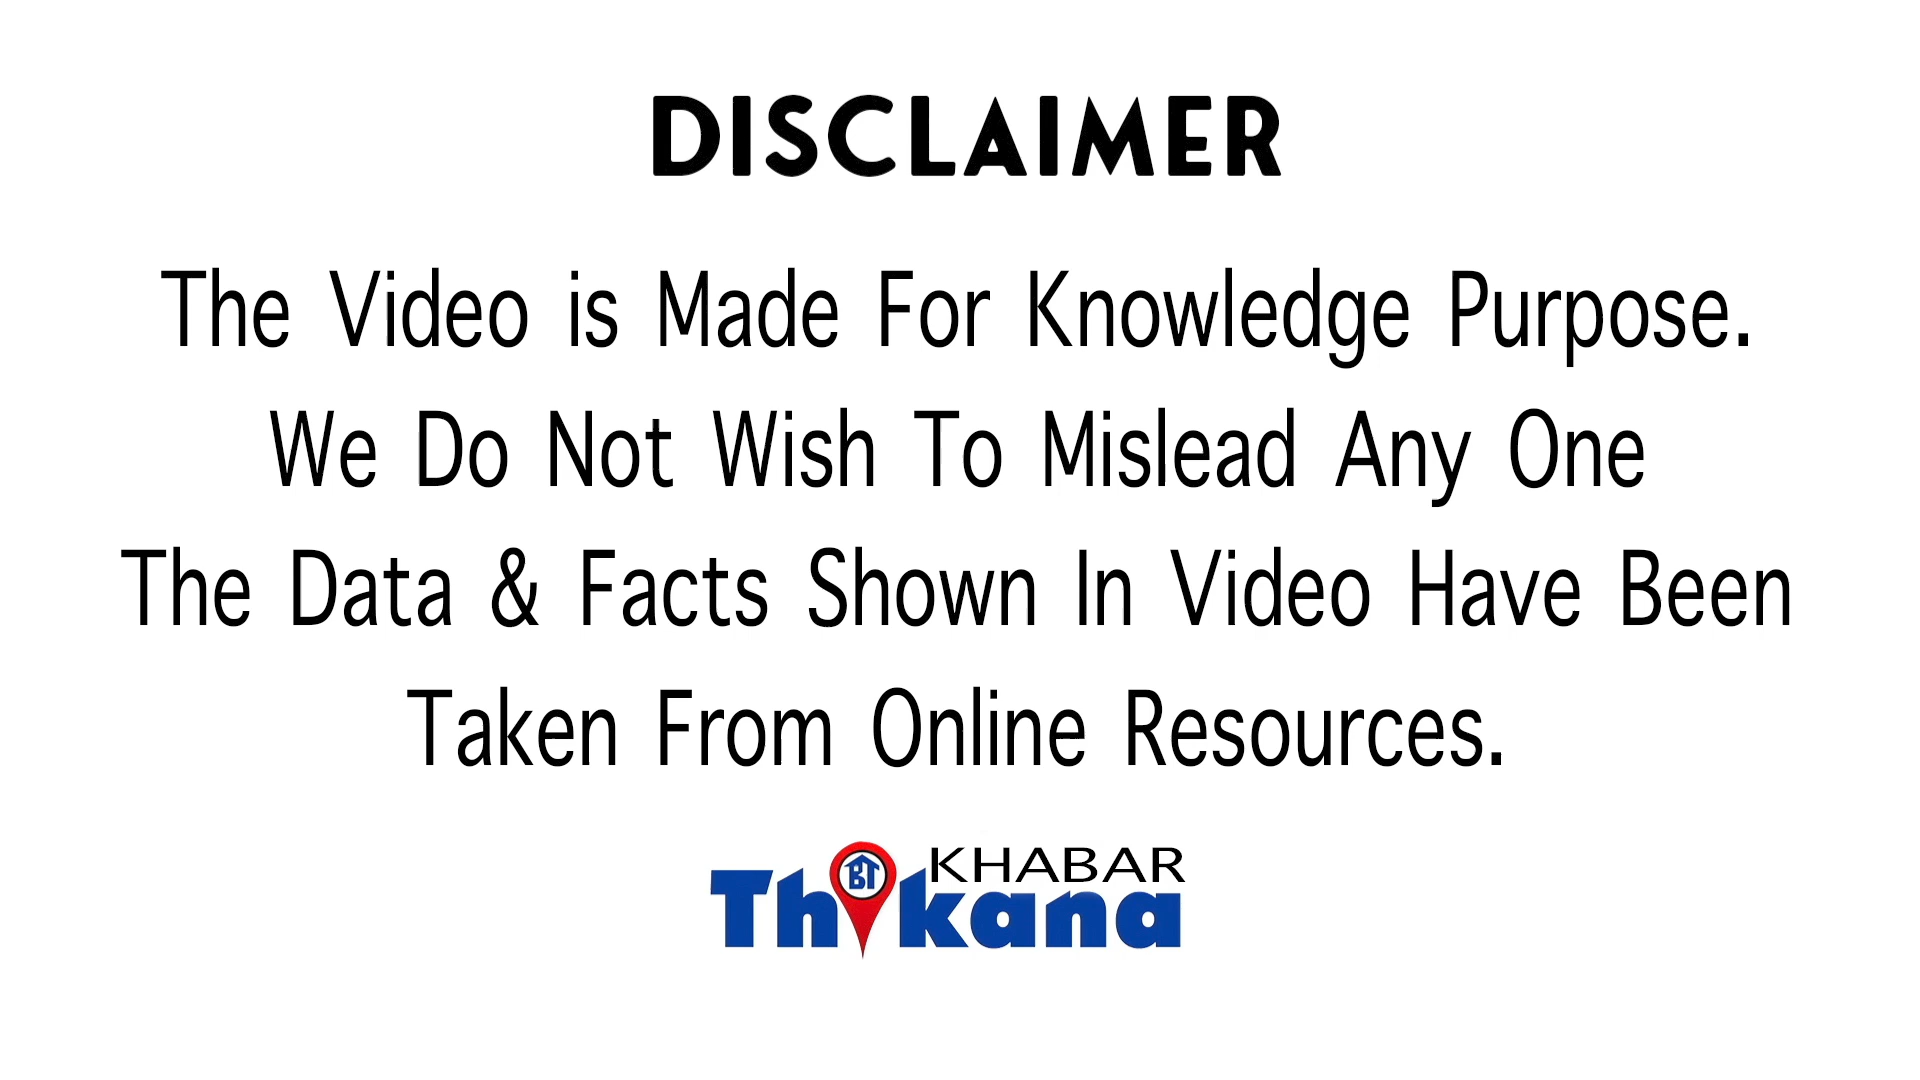 DISCLAIMER
The Video is Made For Knowledge Purpose.
We Do Not Wish To Mislead Any One
The Data & Facts Shown In Video Have Been
Taken From Online Resources.
KHABAR
BT
Thikana